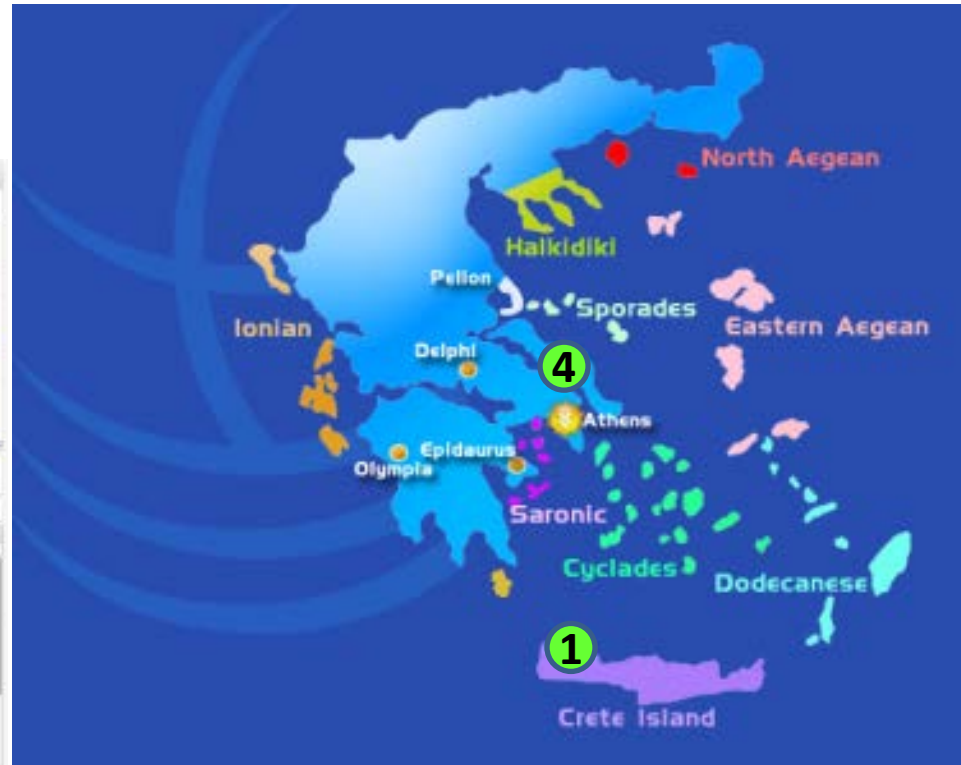 North Aegean
Halkidiki
Pelion
Sporades
Ionian
Eastern Aegean
Delphi
4
Athens
Epidaurus
Olympia
Saronic
Cyclades
Dodecanese
1
Crete Island